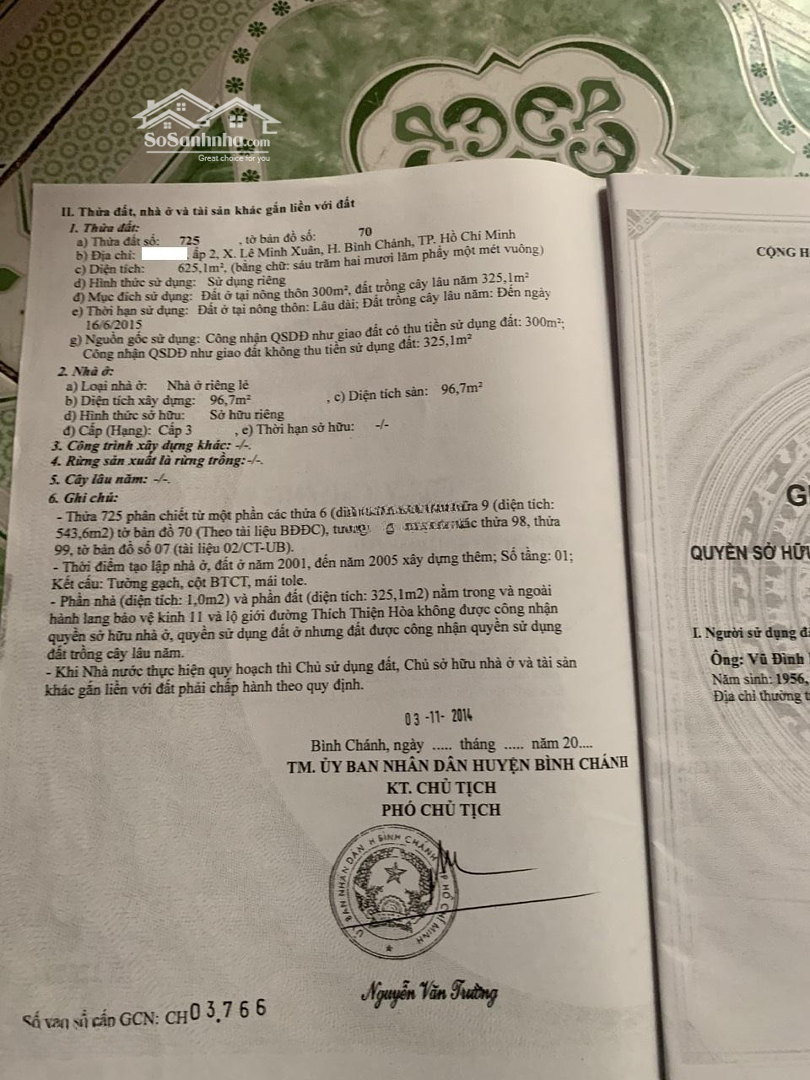 SoSanhnha.com
Great choice for you
II. Thửa đất, nhà ở và tài sản khác gắn liền với đất
1. Thửa đất:
a) Thửa đất số: 725 , tờ bản đồ số: 70
b) Địa chỉ: ấp 2, X. Lê Minh Xuân, H. Bình Chánh, TP. Hồ Chí Minh
c) Diện tích: 625,1m², (bằng chữ: sáu trăm hai mươi lăm phẩy một mét vuông)
d) Hình thức sử dụng: Sử dụng riêng
đ) Mục đích sử dụng: Đất ở tại nông thôn 300m², đất trồng cây lâu năm 325,1m²
e) Thời hạn sử dụng: Đất ở tại nông thôn: Lâu dài; Đất trồng cây lâu năm: Đến ngày
16/6/2015
g) Nguồn gốc sử dụng: Công nhận QSDĐ như giao đất có thu tiền sử dụng đất: 300m²;
Công nhận QSDĐ như giao đất không thu tiền sử dụng đất: 325,1m²
2. Nhà ở:
a) Loại nhà ở: Nhà ở riêng lẻ
b) Diện tích xây dựng: 96,7m² , c) Diện tích sàn: 96,7m²
d) Hình thức sở hữu: Sở hữu riêng
đ) Cấp (Hạng): Cấp 3 , e) Thời hạn sở hữu: -/-
3. Công trình xây dựng khác: -/-.
4. Rừng sản xuất là rừng trồng: -/-.
5. Cây lâu năm: -/-.
6. Ghi chú:
- Thửa 725 phân chiết từ một phần các thửa 6 9 (diện tích:
543,6m2) tờ bản đồ 70 (Theo tài liệu BĐĐC), thửa 98, thửa
99, tờ bản đồ số 07 (tài liệu 02/CT-UB).
- Thời điểm tạo lập nhà ở, đất ở năm 2001, đến năm 2005 xây dựng thêm; Số tầng: 01;
Kết cấu: Tường gạch, cột BTCT, mái tole.
- Phần nhà (diện tích: 1,0m2) và phần đất (diện tích: 325,1m2) nằm trong và ngoài
hành lang bảo vệ kinh 11 và lộ giới đường Thích Thiện Hòa không được công nhận
quyền sở hữu nhà ở, quyền sử dụng đất ở nhưng đất được công nhận quyền sử dụng
đất trồng cây lâu năm.
- Khi Nhà nước thực hiện quy hoạch thì Chủ sử dụng đất, Chủ sở hữu nhà ở và tài sản
khác gắn liền với đất phải chấp hành theo quy định.
03 -11- 2014
Bình Chánh, ngày ..... tháng ..... năm 20....
TM. ỦY BAN NHÂN DÂN HUYỆN BÌNH CHÁNH
KT. CHỦ TỊCH
PHÓ CHỦ TỊCH
ỦY BAN NHÂN DÂN H BÌNH CHÁNH TP HỒ CHÍ MINH
Nguyễn Văn Trường
Số vào sổ cấp GCN: CH03.766
CỘNG H
G
QUYỀN SỞ HỮU
I. Người sử dụng đ
Ông: Vũ Đình
Năm sinh: 1956,
Địa chỉ thường t